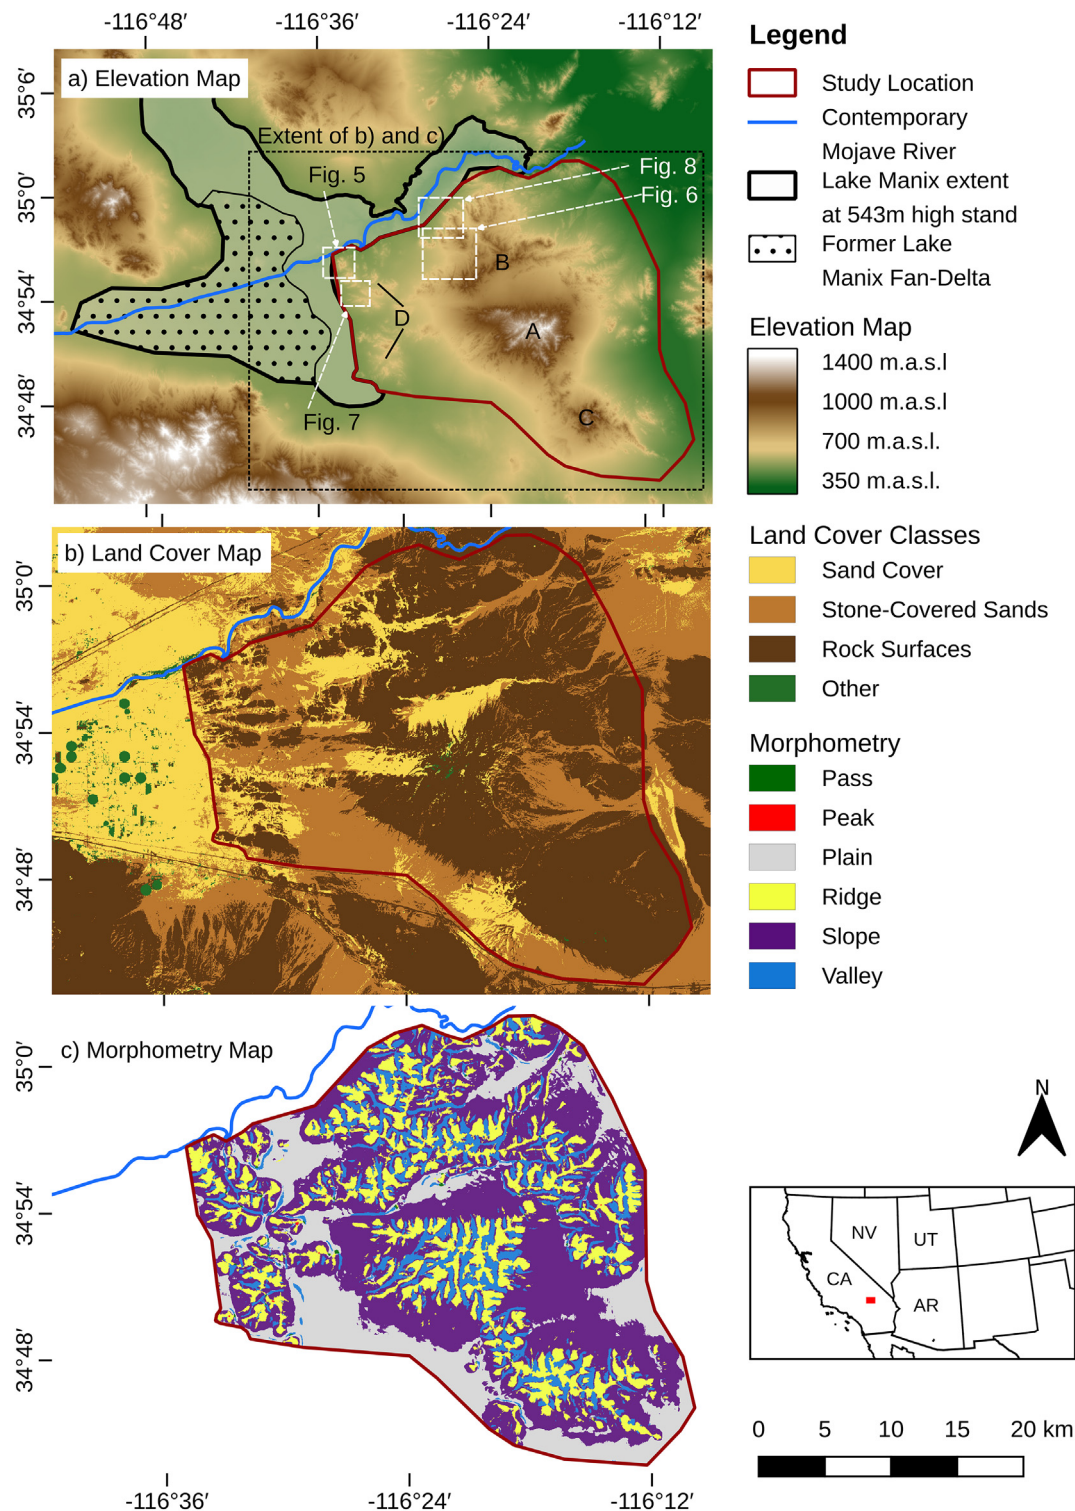 -116°48′ -116°36′ -116°24′ -116°12′
a) Elevation Map
35°6′
35°0′
34°54′
34°48′
Extent of b) and c)
Fig. 5
Fig. 8
Fig. 6
B
A
D
C
Fig. 7
b) Land Cover Map
35°0′
34°54′
34°48′
c) Morphometry Map
35°0′
34°54′
34°48′
-116°36′ -116°24′ -116°12′
Legend
Study Location
Contemporary
Mojave River
Lake Manix extent
at 543m high stand
Former Lake
Manix Fan-Delta
Elevation Map
1400 m.a.s.l
1000 m.a.s.l
700 m.a.s.l.
350 m.a.s.l.
Land Cover Classes
Sand Cover
Stone-Covered Sands
Rock Surfaces
Other
Morphometry
Pass
Peak
Plain
Ridge
Slope
Valley
N
NV
UT
CA
AR
0 5 10 15 20 km